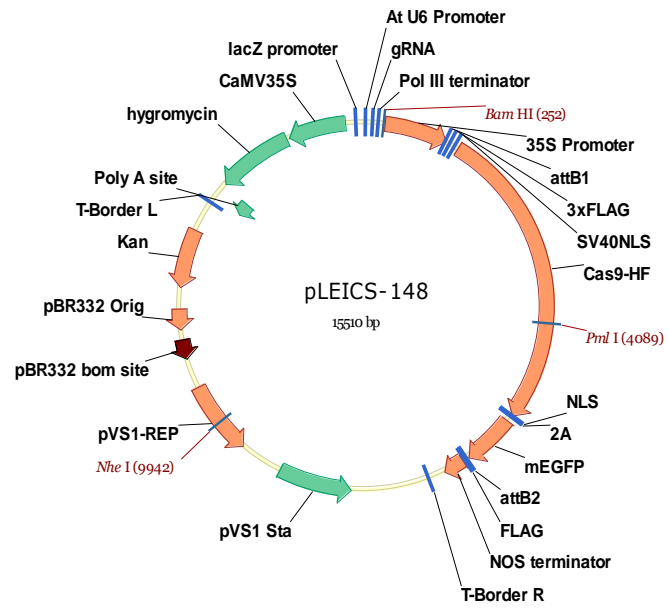 At U6 Promoter
lacZ promoter
gRNA
CaMV35S
Pol III terminator
Bam HI (252)
hygromycin
35S Promoter
attB1
Poly A site
3xFLAG
T-Border L
SV40NLS
Kan
Cas9-HF
pLEICS-148
15510 bp
pBR332 Orig
Pml I (4089)
pBR332 bom site
NLS
2A
pVS1-REP
mEGFP
Nhe I (9942)
attB2
pVS1 Sta
FLAG
NOS terminator
T-Border R